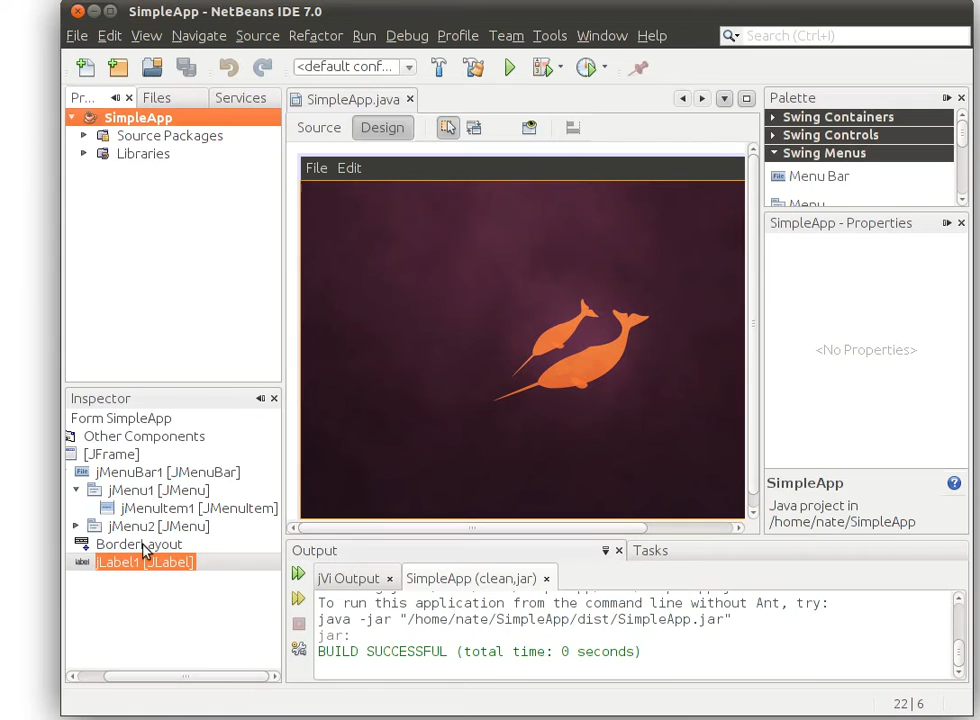 SimpleApp - NetBeans IDE 7.0
File Edit View Navigate Source Refactor Run Debug Profile Team Tools Window Help Search (Ctrl+I)
<default conf...
Pr... Files Services
SimpleApp
Source Packages
Libraries
SimpleApp.java
Source Design
File Edit
Palette
Swing Containers
Swing Controls
Swing Menus
Menu Bar
Menu
SimpleApp - Properties
<No Properties>
SimpleApp
Java project in
/home/nate/SimpleApp
Inspector
Form SimpleApp
Other Components
[JFrame]
jMenuBar1 [JMenuBar]
jMenu1 [JMenu]
jMenuItem1 [JMenuItem]
jMenu2 [JMenu]
BorderLayout
jLabel1 [JLabel]
Output Tasks
jVi Output SimpleApp (clean,jar)
To run this application from the command line without Ant, try:
java -jar "/home/nate/SimpleApp/dist/SimpleApp.jar"
jar:
BUILD SUCCESSFUL (total time: 0 seconds)
22|6